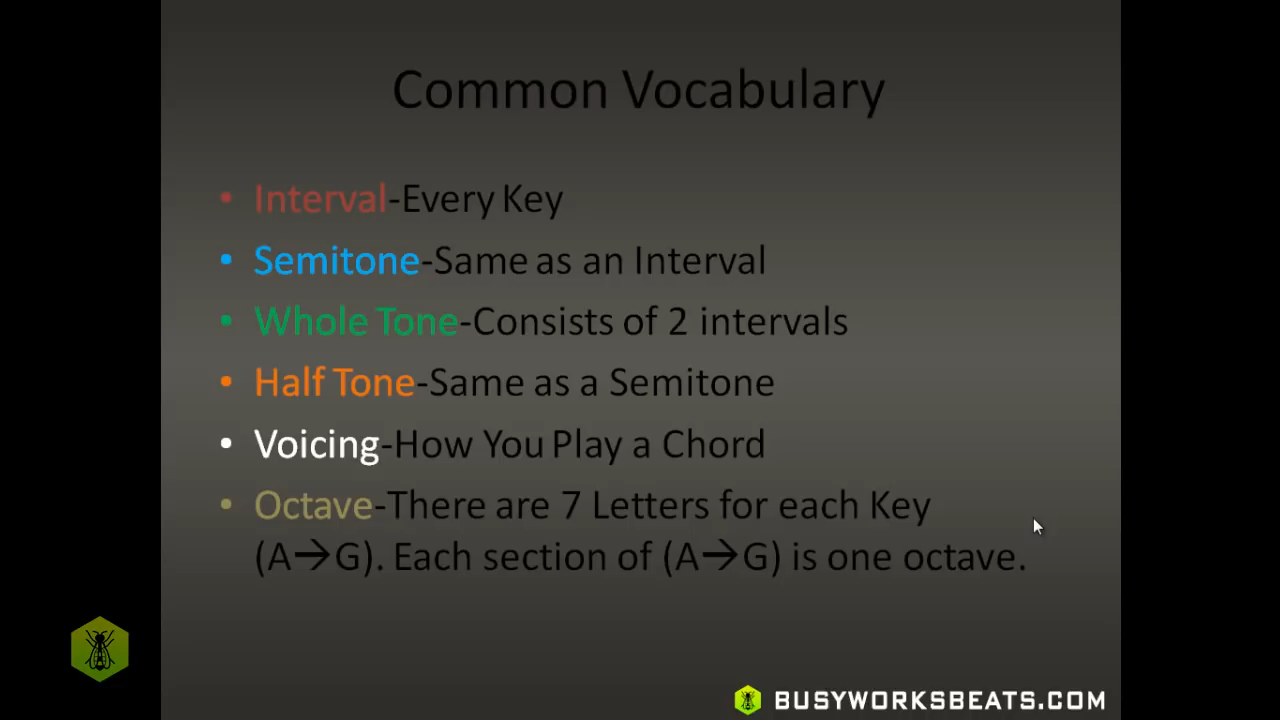 Common Vocabulary
• Interval-Every Key
• Semitone-Same as an Interval
• Whole Tone-Consists of 2 intervals
• Half Tone-Same as a Semitone
• Voicing-How You Play a Chord
• Octave-There are 7 Letters for each Key
(A→G). Each section of (A→G) is one octave.
BUSYWORKSBEATS.COM